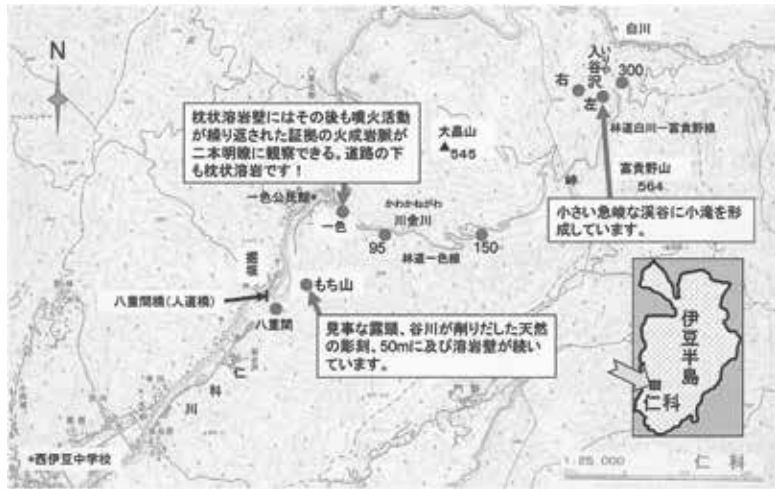 N
白川
いりや
入谷沢
右
300
左
枕状溶岩壁にはその後も噴火活動
が繰り返された証拠の火成岩脈が
二本明瞭に観察できる。道路の下
も枕状溶岩です！
▲545
林道白川ー富貴野線
富貴野山
564
峠
一色公民館
かわかねがわ
川金川
一色
小さい急峻な渓谷に小滝を形
成しています。
95
150
林道一色線
もち山
八重間橋(人道橋)
八重間
見事な露頭、谷川が削りだした天然
の彫刻、50mに及び溶岩壁が続い
ています。
伊豆半島
仁科
仁科川
*西伊豆中学校
1:25 000
仁科